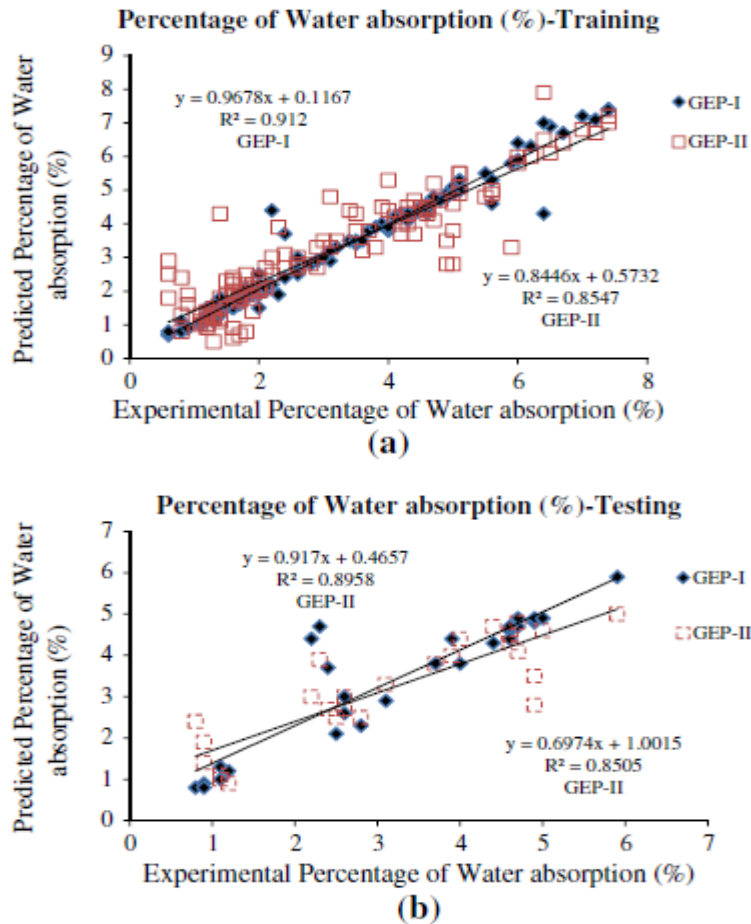 Percentage of Water absorption (%)-Training
Predicted Percentage of Water
absorption (%)
9
8
7
6
5
4
3
2
1
0
y = 0.9678x + 0.1167
R² = 0.912
GEP-I
GEP-I
GEP-II
y = 0.8446x + 0.5732
R² = 0.8547
GEP-II
0 2 4 6 8
Experimental Percentage of Water absorption (%)
(a)
Percentage of Water absorption (%)-Testing
Predicted Percentage of Water
absorption (%)
7
6
5
4
3
2
1
0
y = 0.917x + 0.4657
R² = 0.8958
GEP-II
GEP-I
GEP-II
y = 0.6974x + 1.0015
R² = 0.8505
GEP-II
0 1 2 3 4 5 6 7
Experimental Percentage of Water absorption (%)
(b)